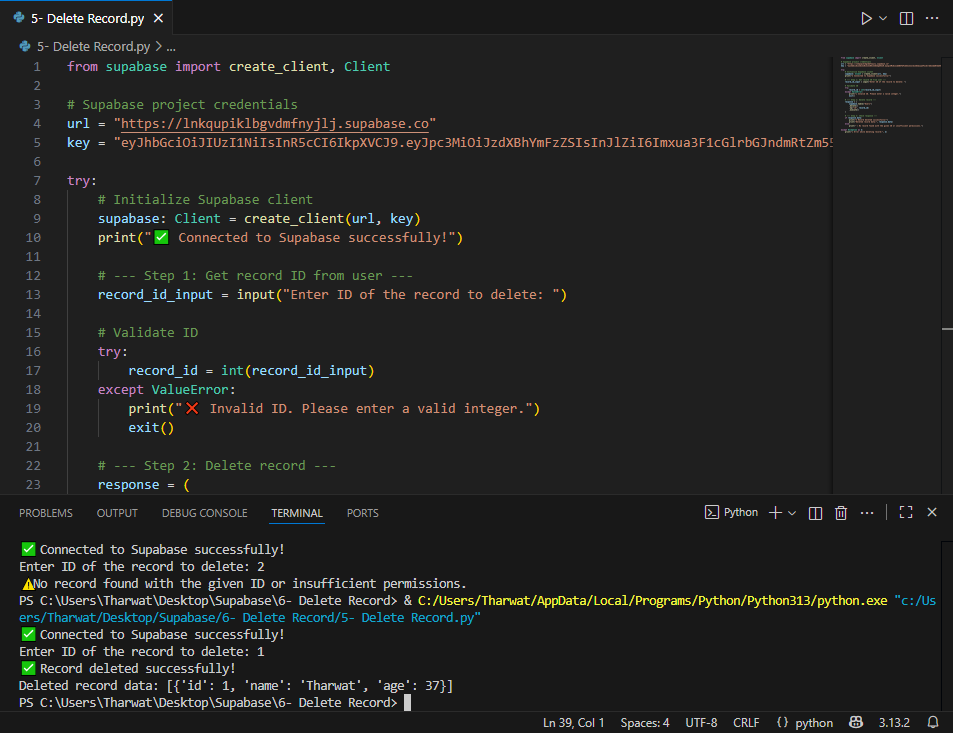 5- Delete Record.py
5- Delete Record.py > ...
1 from supabase import create_client, Client
2
3 # Supabase project credentials
4 url = "https://lnkqupiklbgvdmfnyjlj.supabase.co"
5 key = "eyJhbGciOiJIUzI1NiIsInR5cCI6IkpXVCJ9.eyJpc3MiOiJzdXBhYmFzZSIsInJlZiI6Imxua3F1cGlrbGJndmRtZm55
6
7 try:
8 # Initialize Supabase client
9 supabase: Client = create_client(url, key)
10 print("✅ Connected to Supabase successfully!")
11
12 # --- Step 1: Get record ID from user ---
13 record_id_input = input("Enter ID of the record to delete: ")
14
15 # Validate ID
16 try:
17 record_id = int(record_id_input)
18 except ValueError:
19 print("❌ Invalid ID. Please enter a valid integer.")
20 exit()
21
22 # --- Step 2: Delete record ---
23 response = (
PROBLEMS OUTPUT DEBUG CONSOLE TERMINAL PORTS Python
✅ Connected to Supabase successfully!
Enter ID of the record to delete: 2
⚠️No record found with the given ID or insufficient permissions.
PS C:\Users\Tharwat\Desktop\Supabase\6- Delete Record> & C:/Users/Tharwat/AppData/Local/Programs/Python/Python313/python.exe "c:/Us
ers/Tharwat/Desktop/Supabase/6- Delete Record/5- Delete Record.py"
✅ Connected to Supabase successfully!
Enter ID of the record to delete: 1
✅ Record deleted successfully!
Deleted record data: [{'id': 1, 'name': 'Tharwat', 'age': 37}]
PS C:\Users\Tharwat\Desktop\Supabase\6- Delete Record>
Ln 39, Col 1 Spaces: 4 UTF-8 CRLF {} python 3.13.2